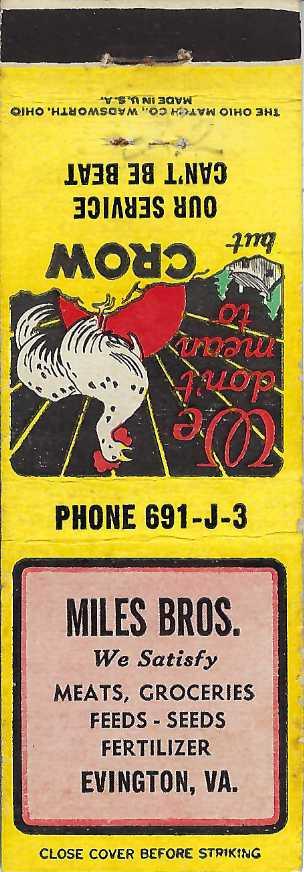 THE OHIO MATCH CO., WADSWORTH, OHIO
MADE IN U.S.A.
We
don't
mean
to
CROW
but
OUR SERVICE
CAN'T BE BEAT
PHONE 691-J-3
MILES BROS.
We Satisfy
MEATS, GROCERIES
FEEDS - SEEDS
FERTILIZER
EVINGTON, VA.
CLOSE COVER BEFORE STRIKING